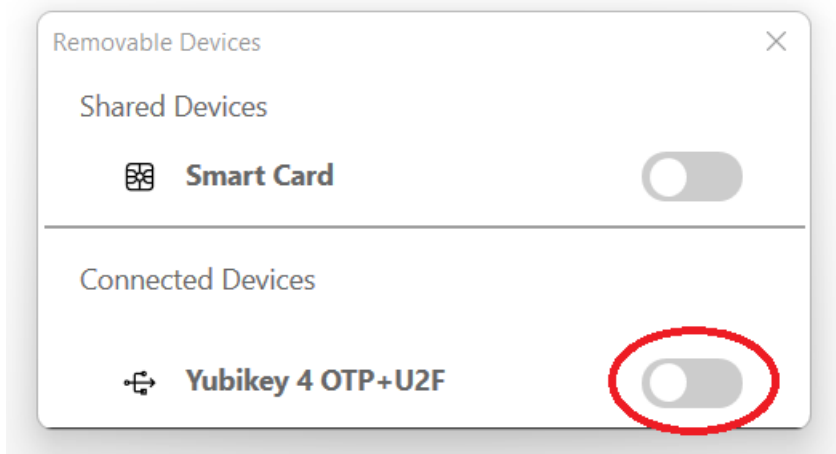 Removable Devices
Shared Devices
Smart Card
Connected Devices
Yubikey 4 OTP+U2F